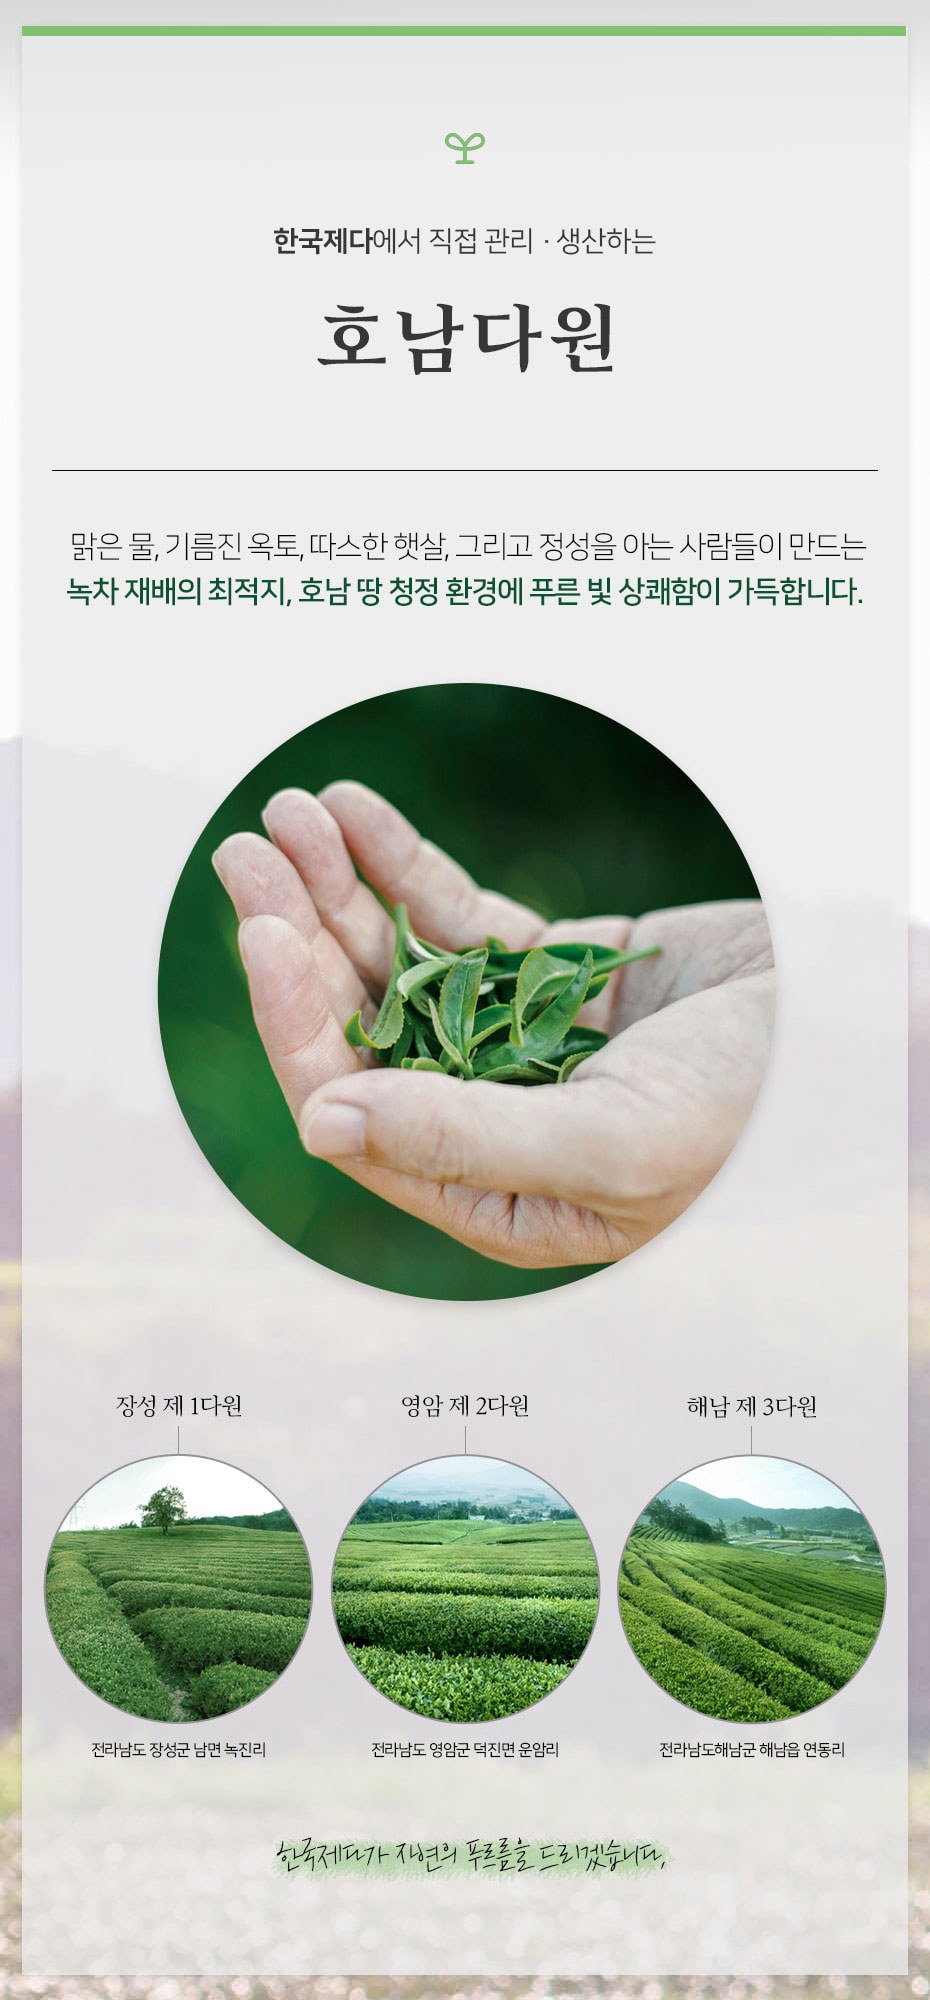 한국제다에서 직접 관리 · 생산하는
호남다원
맑은 물, 기름진 옥토, 따스한 햇살, 그리고 정성을 아는 사람들이 만드는
녹차 재배의 최적지, 호남 땅 청정 환경에 푸른 빛 상쾌함이 가득합니다.
장성 제 1다원
영암 제 2다원
해남 제 3다원
전라남도 장성군 남면 녹진리
전라남도 영암군 덕진면 운암리
전라남도해남군 해남읍 연동리
한국제다가 자연의 푸르름을 드리겠습니다.